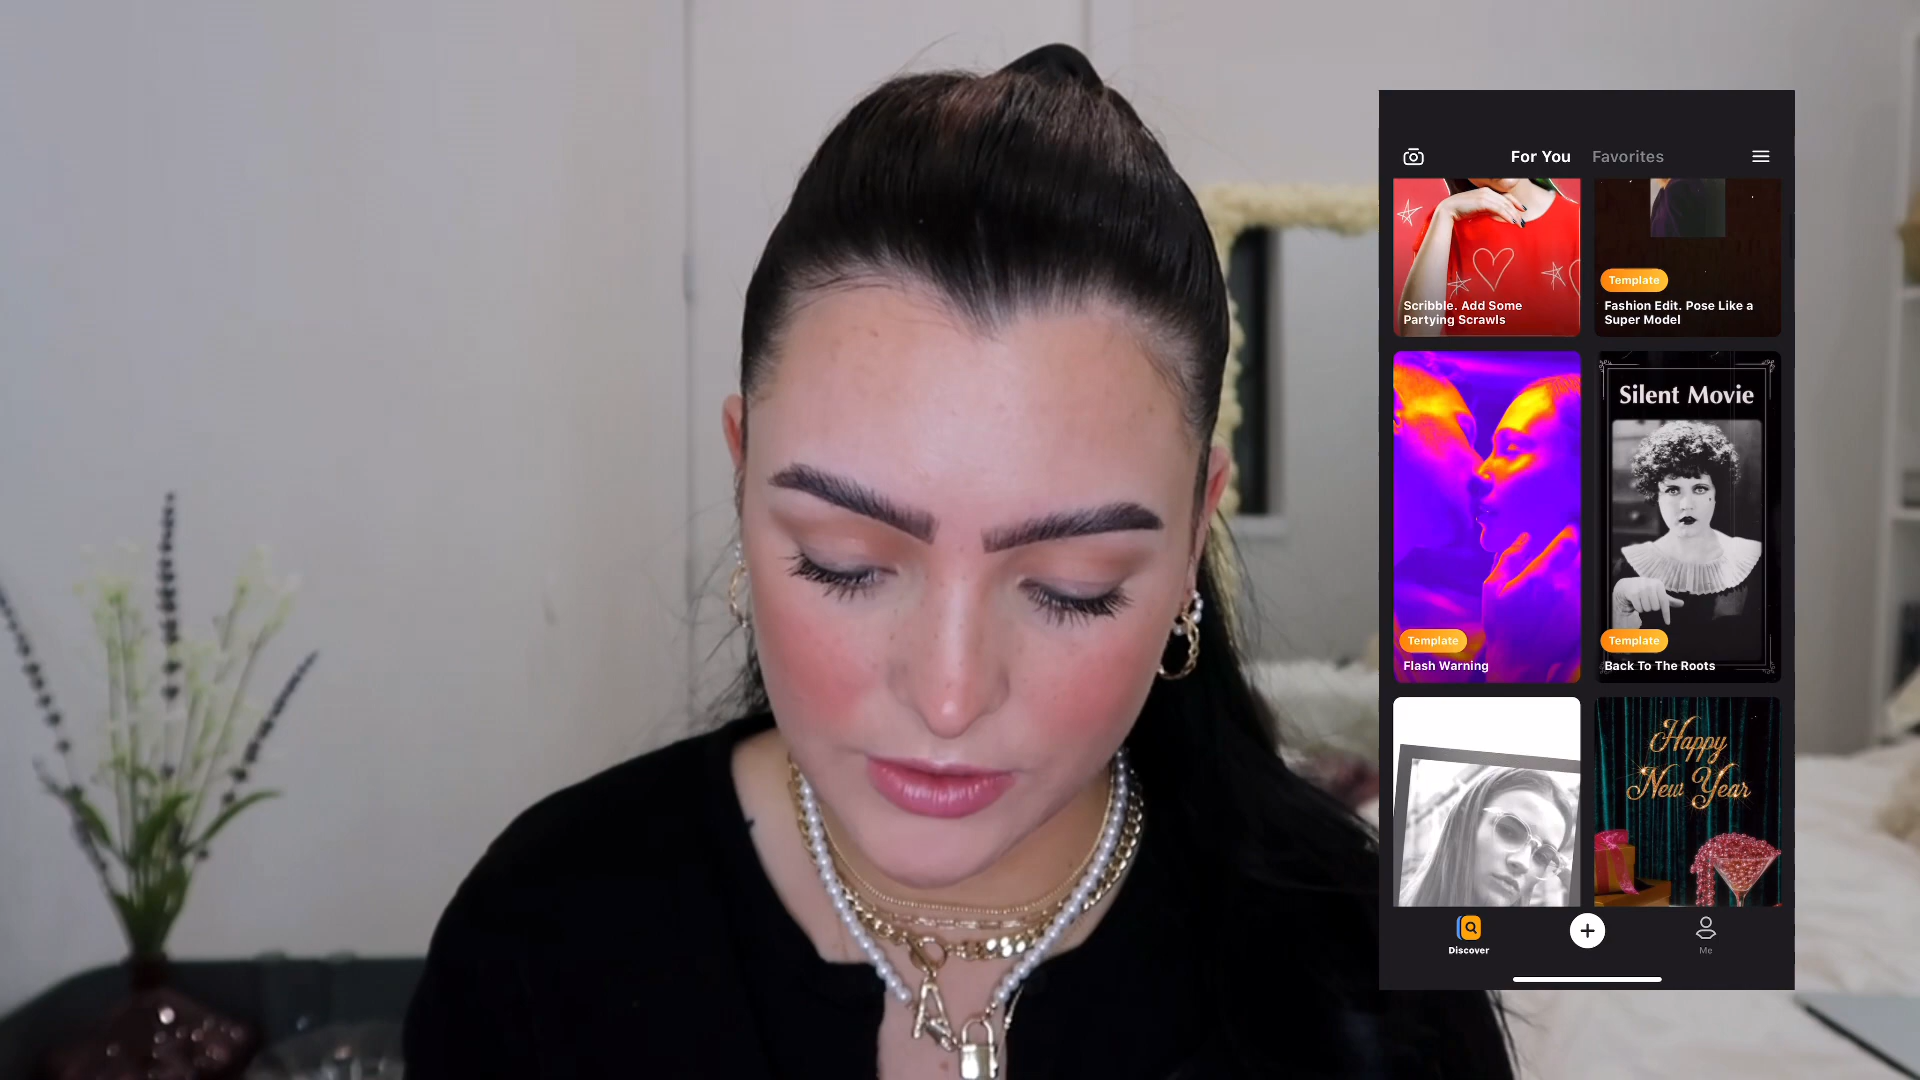 For You
Favorites
Scribble. Add Some
Partying Scrawls
Template
Fashion Edit. Pose Like a
Super Model
Template
Flash Warning
Silent Movie
Template
Back To The Roots
Happy
New Year
Discover
Me
A